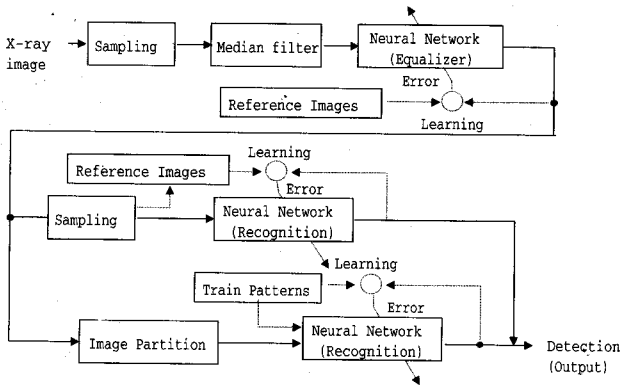 X-ray
image
Sampling
Median filter
Neural Network
(Equalizer)
Error
Reference Images
Learning
Learning
Reference Images
Error
Sampling
Neural Network
(Recognition)
Learning
Train Patterns
Error
Image Partition
Neural Network
(Recognition)
Detection
(Output)